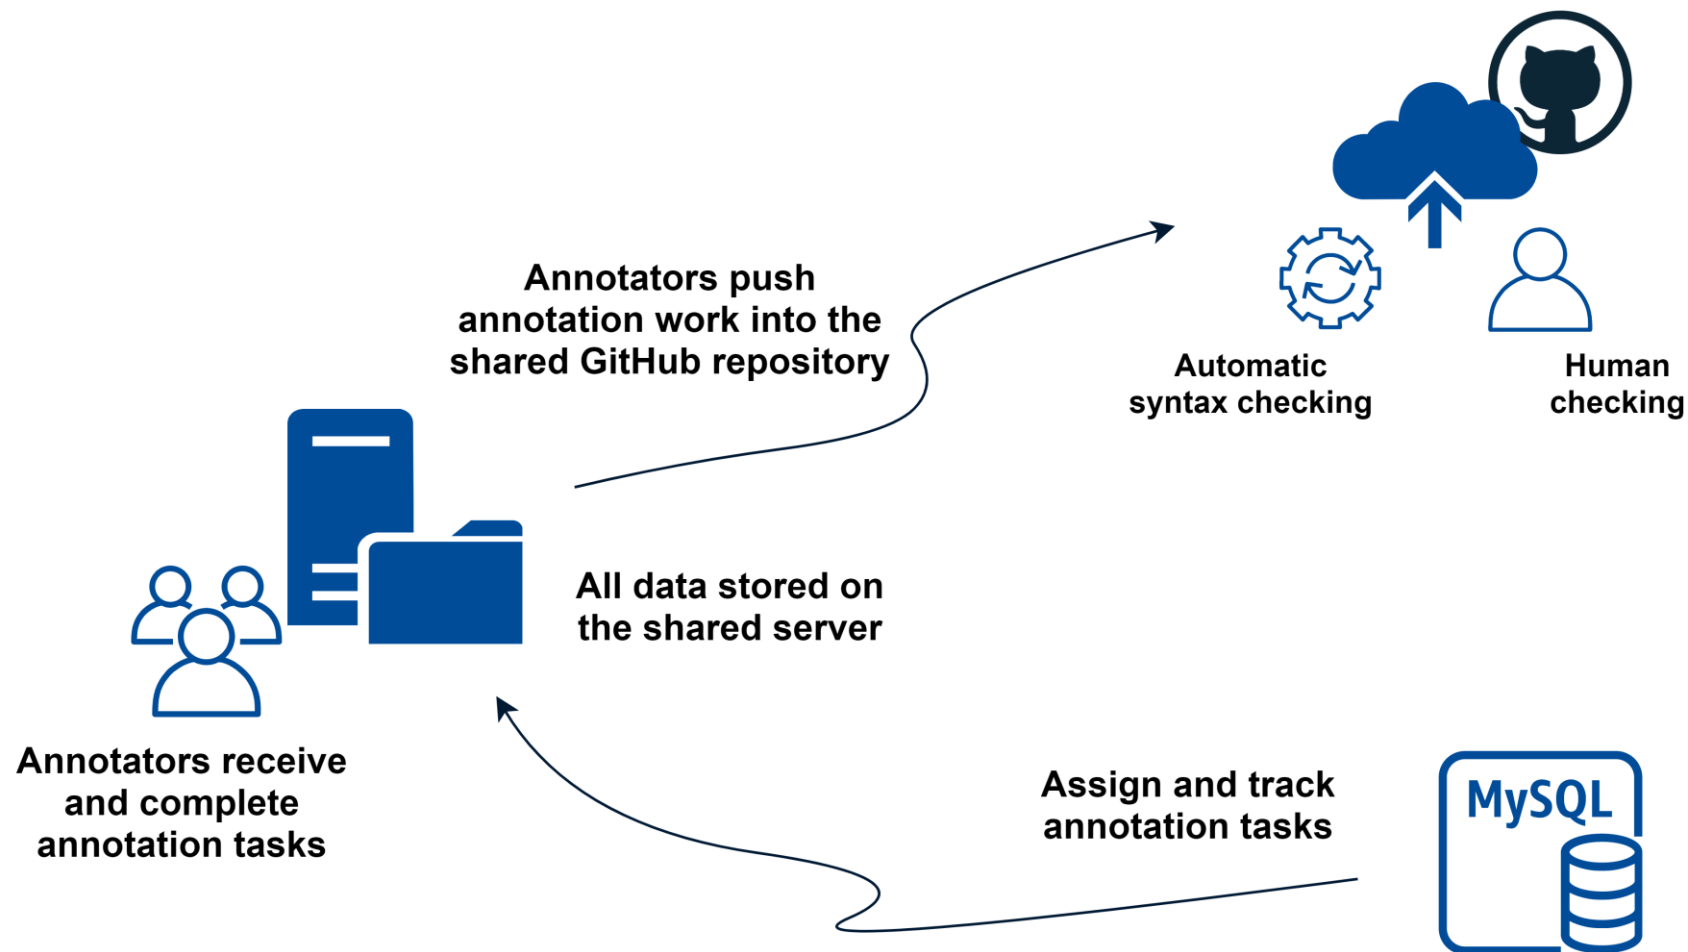 Annotators push
annotation work into the
shared GitHub repository
Automatic
syntax checking
Human
checking
All data stored on
the shared server
Annotators receive
and complete
annotation tasks
Assign and track
annotation tasks
MySQL